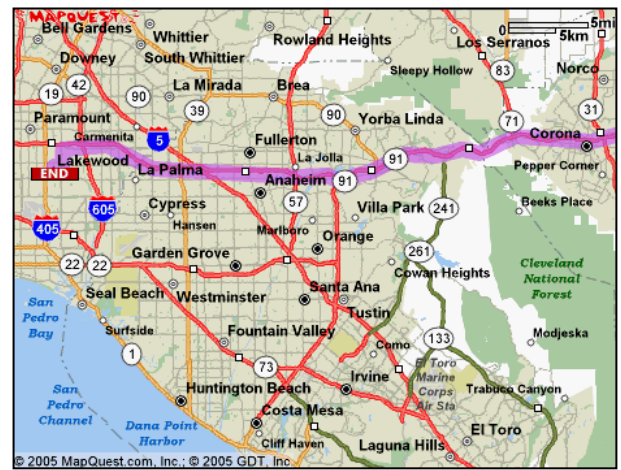 MAPQUEST
5mi
0
5km
Bell Gardens
Whittier
Rowland Heights
Los Serranos
Downey
South Whittier
Sleepy Hollow
83
Norco
19
42
90
La Mirada
Brea
39
90
71
31
Paramount
Carmenita
5
Fullerton
Yorba Linda
Corona
Lakewood
La Palma
La Jolla
91
Pepper Corner
END
Anaheim
91
605
Cypress
57
Villa Park
241
Beeks Place
405
Hansen
Marlboro
Orange
22
22
Garden Grove
261
Cleveland
National
Forest
Cowan Heights
San
Pedro
Bay
Seal Beach
Westminster
Santa Ana
Tustin
Surfside
Fountain Valley
133
Modjeska
1
Como
73
El Toro
Marine
Corps
Air Sta
Irvine
Trabuco Canyon
San
Pedro
Channel
Huntington Beach
Dana Point
Harbor
Costa Mesa
El Toro
Cliff Haven
Laguna Hills
© 2005 MapQuest.com, Inc.; © 2005 GDT, Inc.